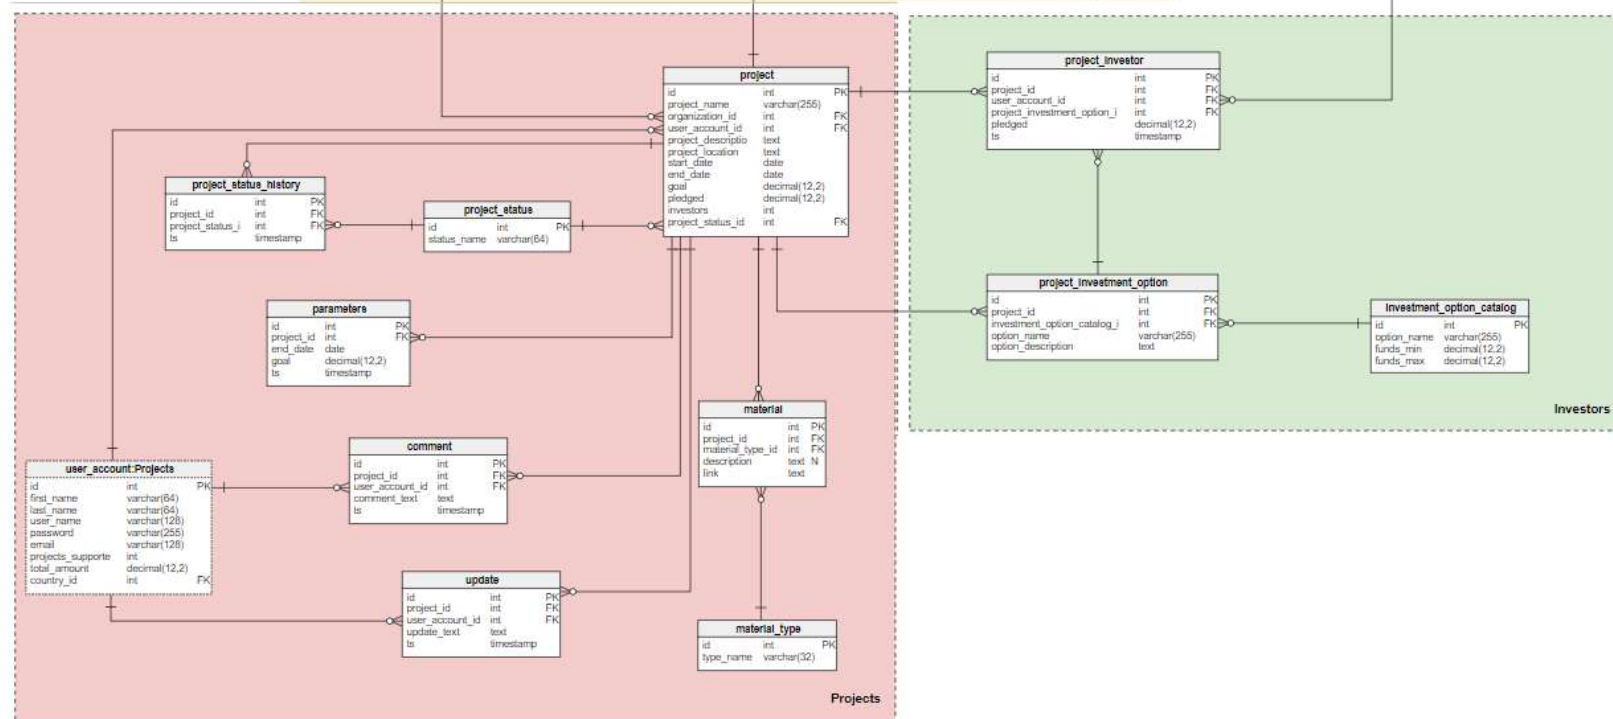 project
id int PK
project_name varchar(255)
organization_id int FK
user_account_id int FK
project_descriptio text
project_location text
start_date date
end_date date
goal decimal(12,2)
pledged decimal(12,2)
investors int
project_status_id int FK
project_status_history
id int PK
project_id int FK
project_status_i int FK
ts timestamp
project_status
id int PK
status_name varchar(64)
parameters
id int PK
project_id int FK
end_date date
goal decimal(12,2)
ts timestamp
comment
id int PK
project_id int FK
user_account_id int FK
comment_text text
ts timestamp
user_account:Projects
id int PK
first_name varchar(64)
last_name varchar(64)
user_name varchar(128)
password varchar(255)
email varchar(128)
projects_supporte int
total_amount decimal(12,2)
country_id int FK
update
id int PK
project_id int FK
user_account_id int FK
update_text text
ts timestamp
material
id int PK
project_id int FK
material_type_id int FK
description text N
link text
material_type
id int PK
type_name varchar(32)
Projects
project_investor
id int PK
project_id int FK
user_account_id int FK
project_investment_option_i int FK
pledged decimal(12,2)
ts timestamp
project_investment_option
id int PK
project_id int FK
investment_option_catalog_i int FK
option_name varchar(255)
option_description text
investment_option_catalog
id int PK
option_name varchar(255)
funds_min decimal(12,2)
funds_max decimal(12,2)
Investors